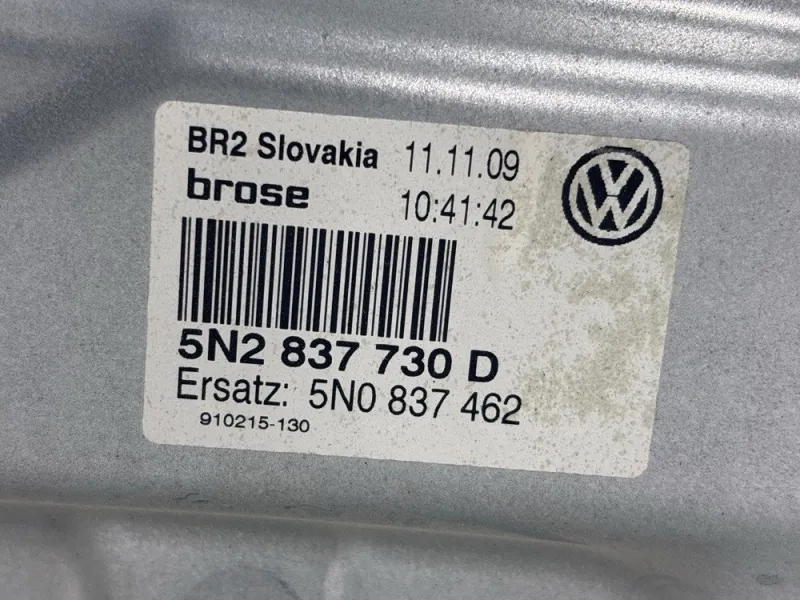 BR2 Slovakia 11.11.09
brose 10:41:42
5N2 837 730 D
Ersatz: 5N0 837 462
910215-130